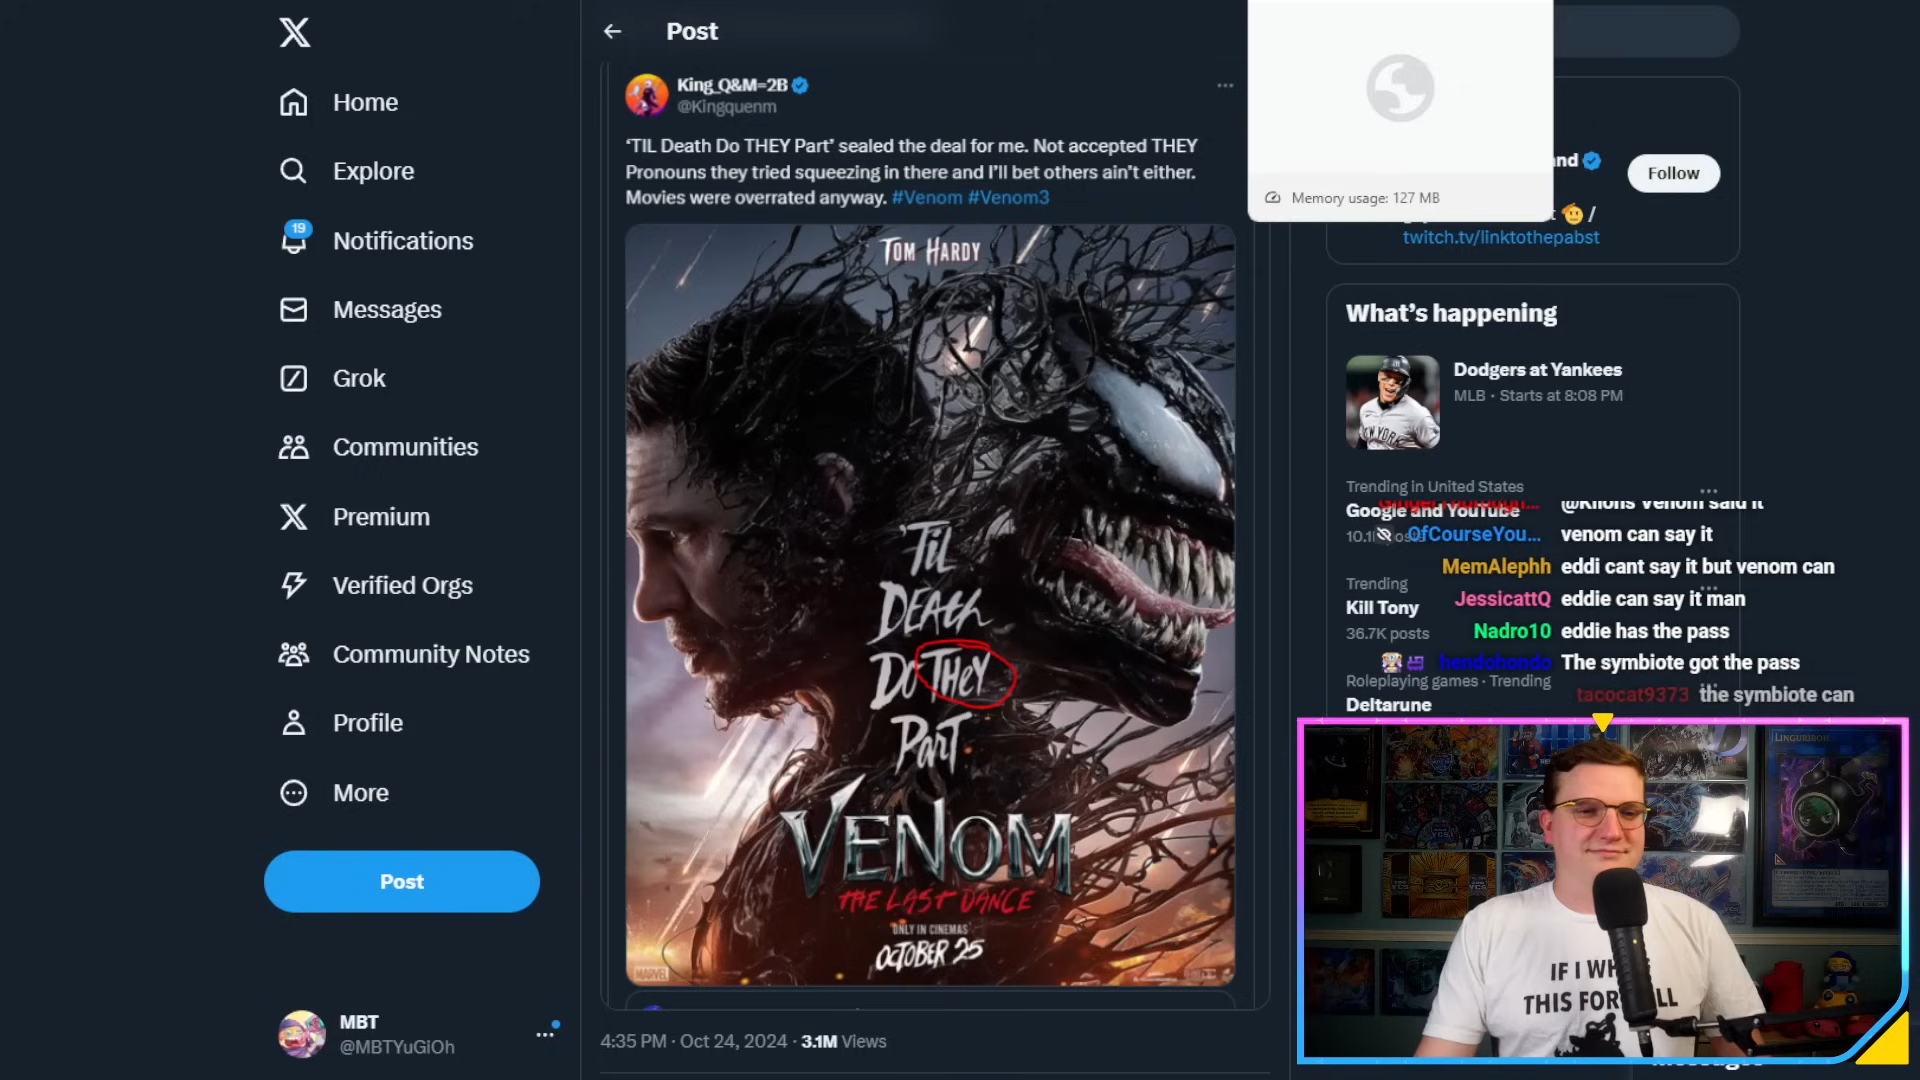 Home
Explore
19
Notifications
Messages
Grok
Communities
Premium
Verified Orgs
Community Notes
Profile
More
Post
MBT
@MBTYuGiOh
Post
King_Q&M=2B
@Kingquenm
‘TIL Death Do THEY Part’ sealed the deal for me. Not accepted THEY
Pronouns they tried squeezing in there and I’ll bet others ain’t either.
Movies were overrated anyway. #Venom #Venom3
TOM HARDY
'TIL
DEATH
DO THEY
PART
VENOM
THE LAST DANCE
ONLY IN CINEMAS
OCTOBER 25
MARVEL
4:35 PM · Oct 24, 2024 · 3.1M Views
Memory usage: 127 MB
Follow
twitch.tv/linktothepabst
What’s happening
Dodgers at Yankees
MLB · Starts at 8:08 PM
Trending in United States
Google and YouTube
Venom said it
OfCourseYou... venom can say it
MemAlephh eddi cant say it but venom can
Trending
Kill Tony
36.7K posts
JessicattQ eddie can say it man
Nadro10 eddie has the pass
hendohondo The symbiote got the pass
Roleplaying games · Trending
Deltarune
tacocat9373 the symbiote can
LINGURIBOH
IF I
THIS FOR